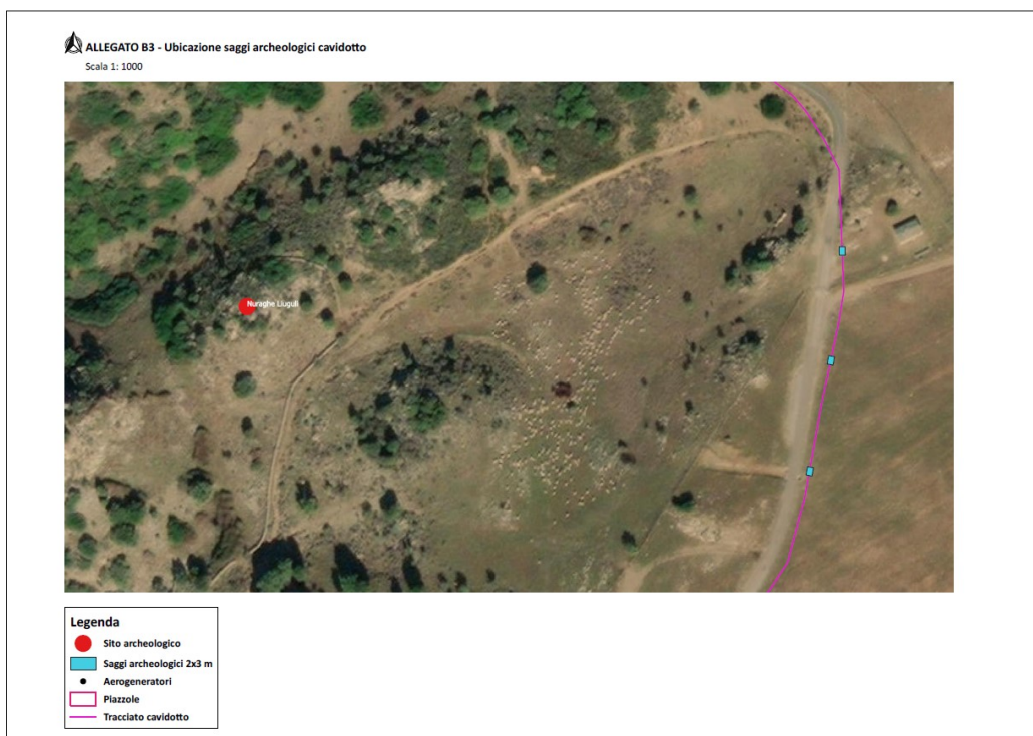 ALLEGATO B3 - Ubicazione saggi archeologici cavidotto
Scala 1: 1000
Nuraghe Liuguli
Legenda
Sito archeologico
Saggi archeologici 2x3 m
Aerogeneratori
Piazzole
Tracciato cavidotto